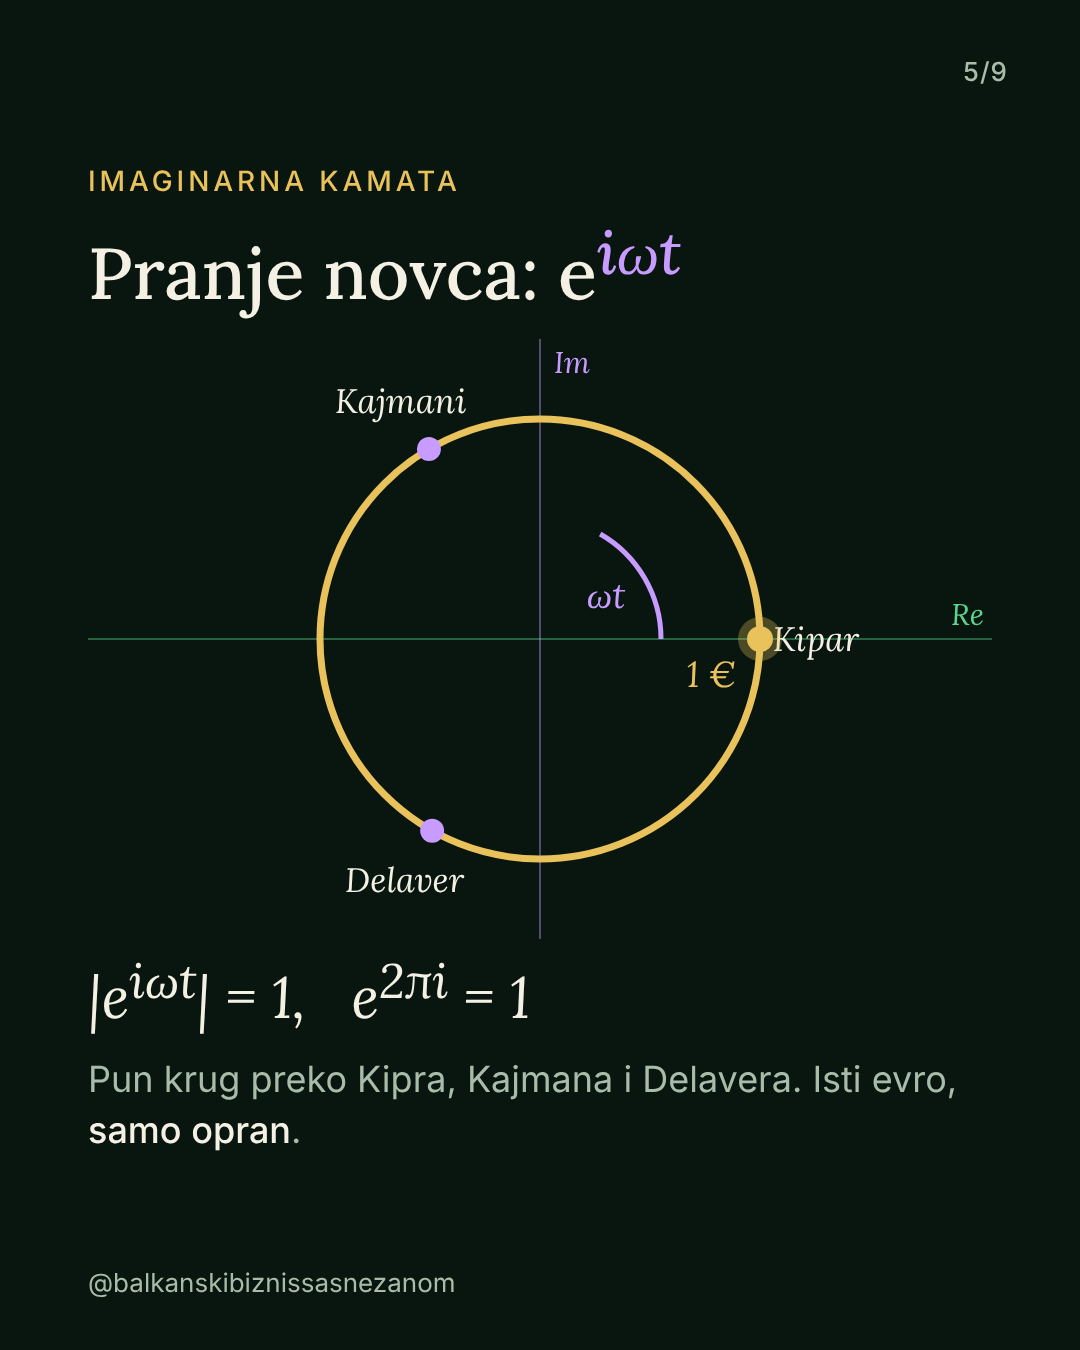 5/9
IMAGINARNA KAMATA
Pranje novca: e^{iωt}
Im
Kajmani
ωt
Re
Kipar
1 €
Delaver
|e^{iωt}| = 1, e^{2πi} = 1
Pun krug preko Kipra, Kajmana i Delavera. Isti evro,
samo opran.
@balkanskibiznissasnezanom